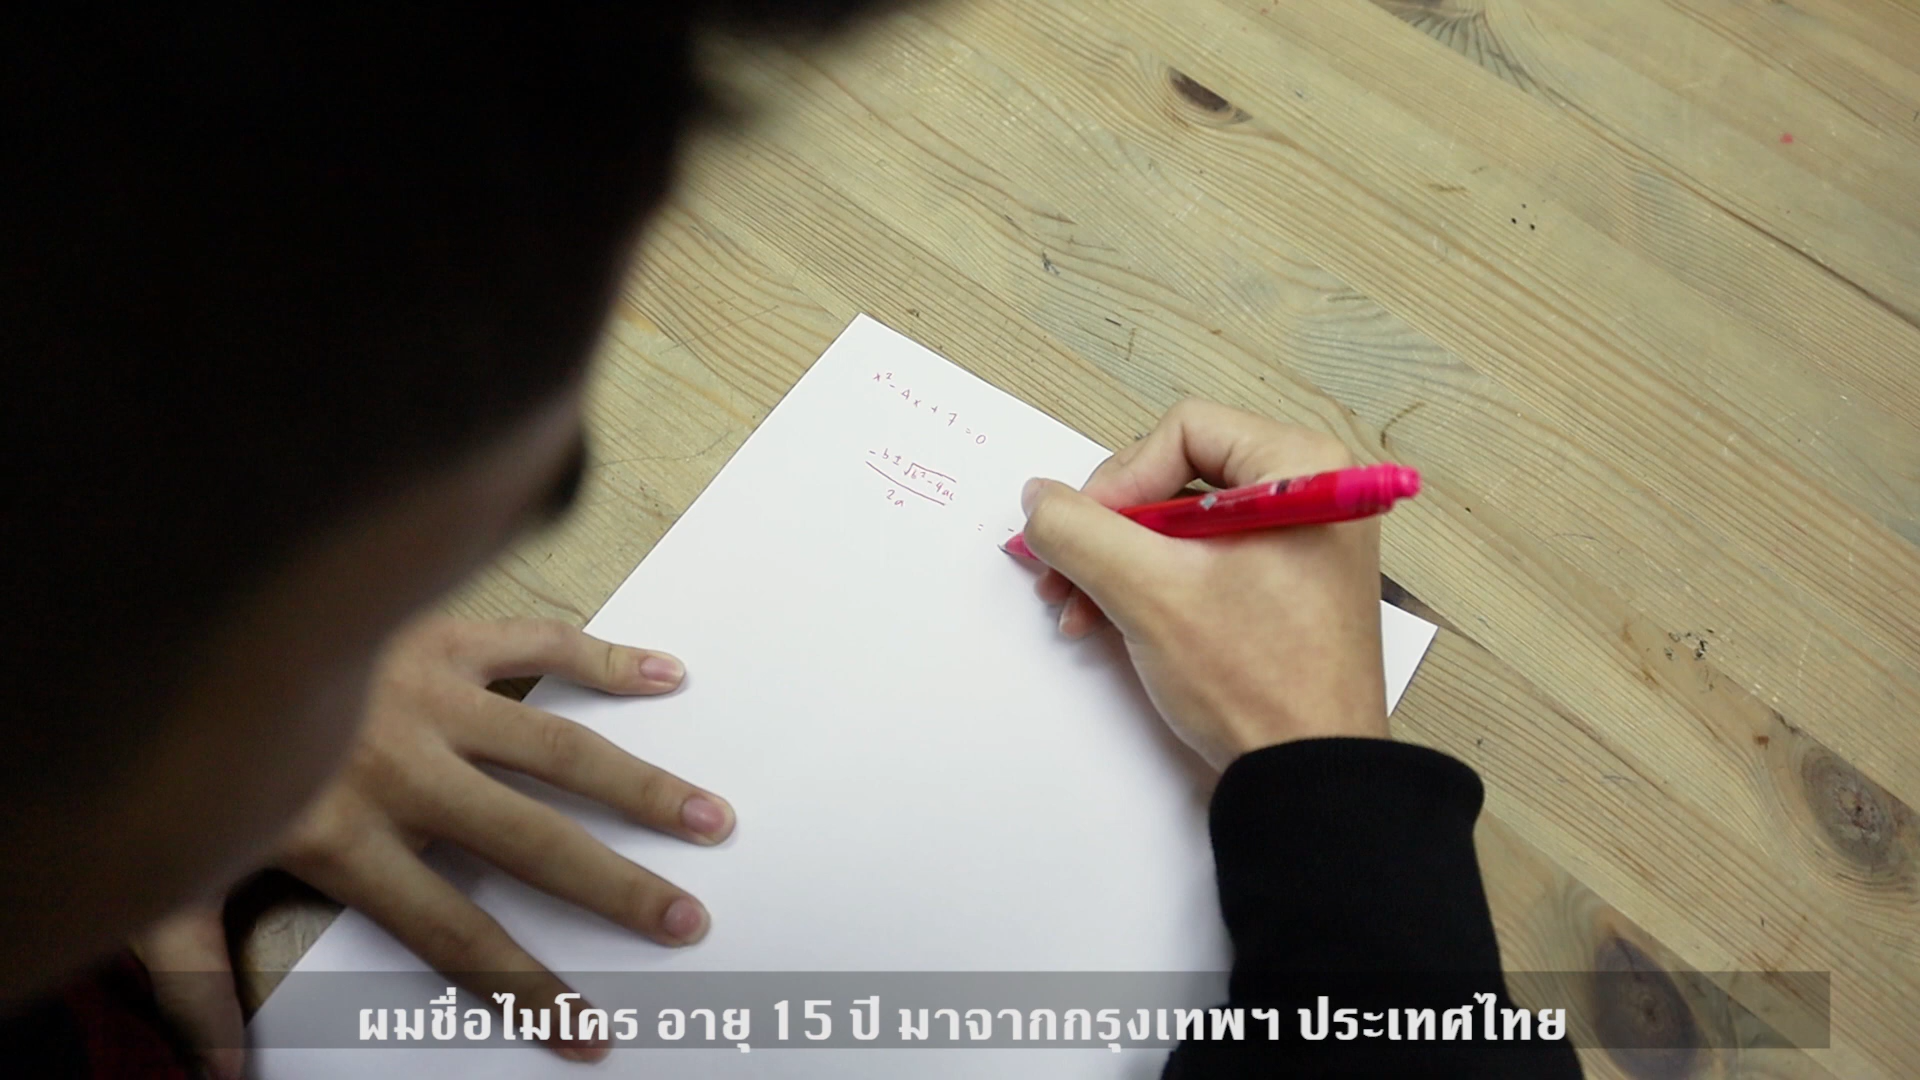 x² - 4x + 7 = 0
-b ± √b² - 4ac
2a
= -
ผมชื่อไมโคร อายุ 15 ปี มาจากกรุงเทพฯ ประเทศไทย